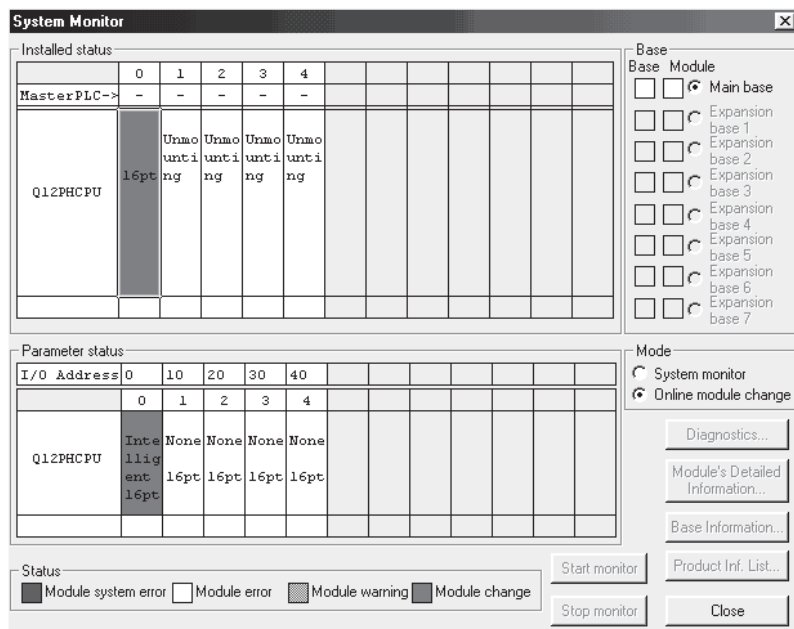 System Monitor
Installed status
0 1 2 3 4
MasterPLC-> - - - - -
Q12PHCPU
16pt
Unmo Unmo Unmo Unmo
unti unti unti unti
ng ng ng ng
Base
Base Module
Main base
Expansion
base 1
Expansion
base 2
Expansion
base 3
Expansion
base 4
Expansion
base 5
Expansion
base 6
Expansion
base 7
Parameter status
I/O Address 0 10 20 30 40
0 1 2 3 4
Q12PHCPU
Inte None None None None
llig
ent 16pt 16pt 16pt 16pt
16pt
Mode
System monitor
Online module change
Diagnostics...
Module's Detailed
Information...
Base Information...
Product Inf. List...
Close
Status
Module system error Module error Module warning Module change
Start monitor
Stop monitor